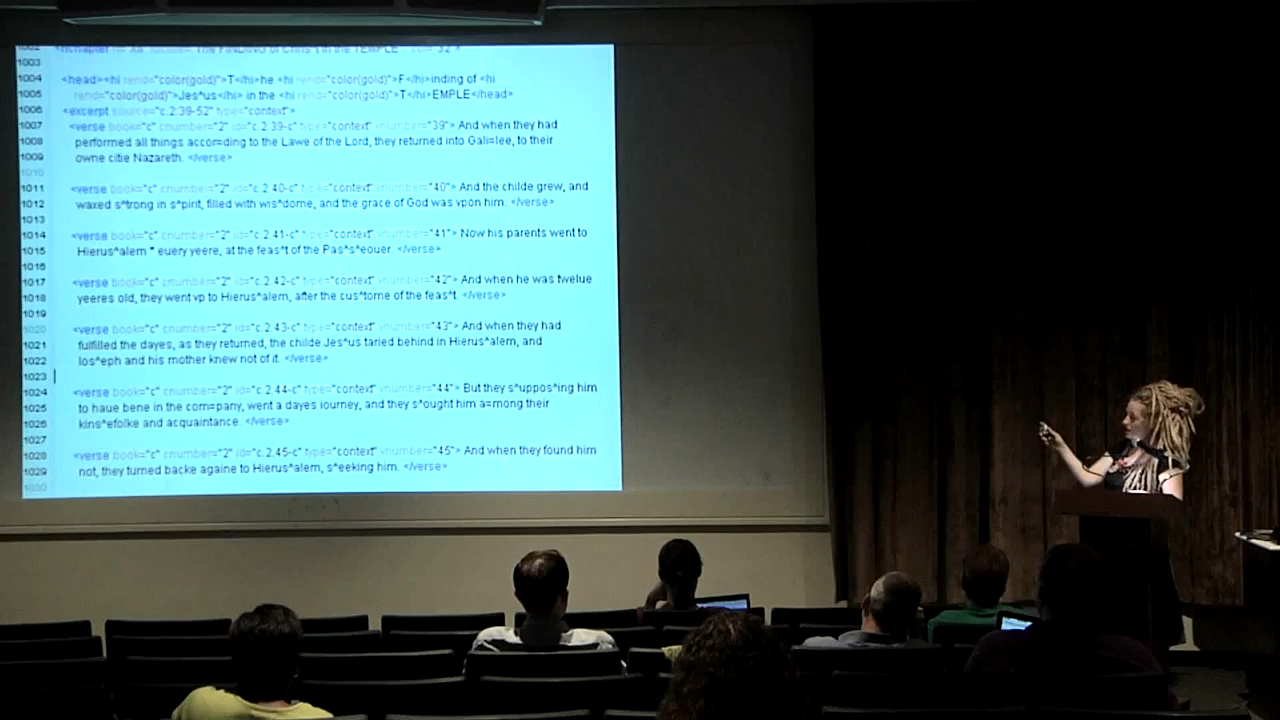 1002 <nchapter "The FINDING of Chris^t in the TEMPLE" "32">
1003
1004 <head><hi rend="color(gold)">T</hi>he <hi rend="color(gold)">F</hi>inding of <hi
1005 rend="color(gold)">Jes^us</hi> in the <hi rend="color(gold)">T</hi>EMPLE</head>
1006 <excerpt source="c.2:39-52" type="context">
1007 <verse book="c" cnumber="2" id="c.2.39-c" type="context" vnumber="39"> And when they had
1008 performed all things accor=ding to the Lawe of the Lord, they returned into Gali=lee, to their
1009 owne citie Nazareth. </verse>
1010
1011 <verse book="c" cnumber="2" id="c.2.40-c" type="context" vnumber="40"> And the childe grew, and
1012 waxed s^trong in s^pirit, filled with wis^dome, and the grace of God was vpon him. </verse>
1013
1014 <verse book="c" cnumber="2" id="c.2.41-c" type="context" vnumber="41"> Now his parents went to
1015 Hierus^alem * euery yeere, at the feas^t of the Pas^s^eouer. </verse>
1016
1017 <verse book="c" cnumber="2" id="c.2.42-c" type="context" vnumber="42"> And when he was twelue
1018 yeeres old, they went vp to Hierus^alem, after the cus^tome of the feas^t. </verse>
1019
1020 <verse book="c" cnumber="2" id="c.2.43-c" type="context" vnumber="43"> And when they had
1021 fulfilled the dayes, as they returned, the childe Jes^us taried behind in Hierus^alem, and
1022 Ios^eph and his mother knew not of it. </verse>
1023
1024 <verse book="c" cnumber="2" id="c.2.44-c" type="context" vnumber="44"> But they s^uppos^ing him
1025 to haue bene in the com=pany, went a dayes iourney, and they s^ought him a=mong their
1026 kins^efolke and acquaintance. </verse>
1027
1028 <verse book="c" cnumber="2" id="c.2.45-c" type="context" vnumber="45"> And when they found him
1029 not, they turned backe againe to Hierus^alem, s^eeking him. </verse>
1030